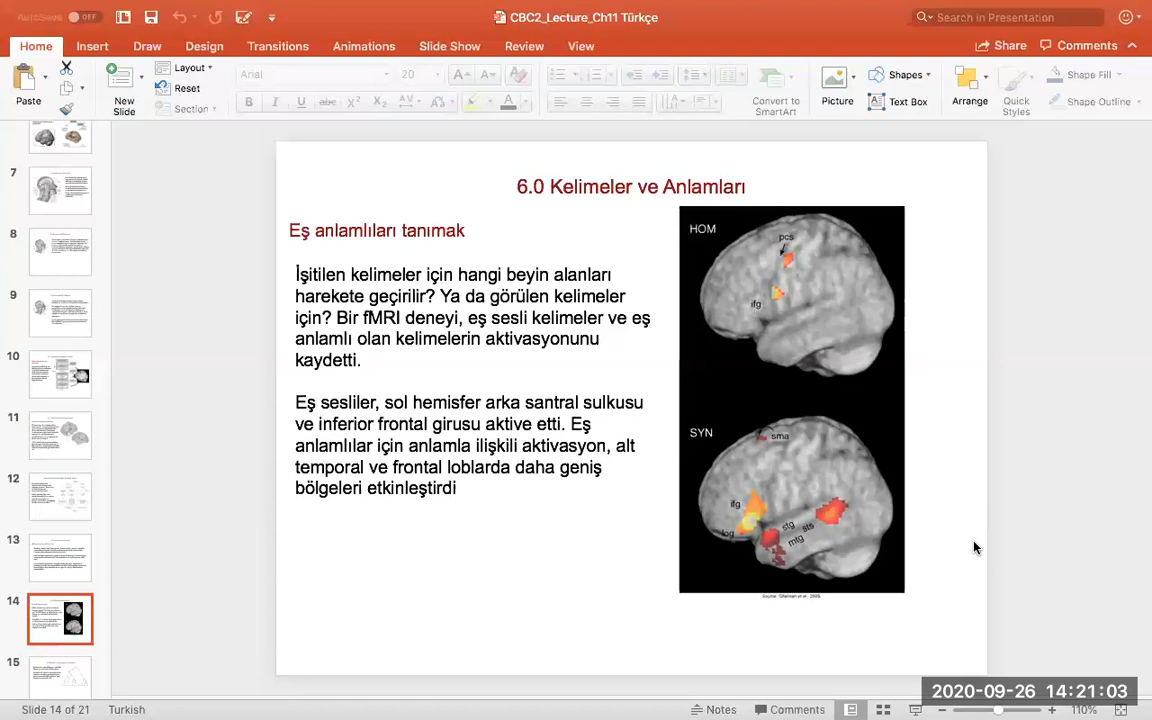 AutoSave OFF
CBC2_Lecture_Ch11 Türkçe
Search in Presentation
Home Insert Draw Design Transitions Animations Slide Show Review View
Share Comments
Paste
New Slide
Layout
Reset
Section
Arial 20
Convert to SmartArt
Picture
Shapes
Text Box
Arrange
Quick Styles
Shape Fill
Shape Outline
7
8
9
10
11
12
13
14
15
6.0 Kelimeler ve Anlamları
Eş anlamlıları tanımak
İşitilen kelimeler için hangi beyin alanları
harekete geçirilir? Ya da görülen kelimeler
için? Bir fMRI deneyi, eş sesli kelimeler ve eş
anlamlı olan kelimelerin aktivasyonunu
kaydetti.
Eş sesliler, sol hemisfer arka santral sulkusu
ve inferior frontal girusu aktive etti. Eş
anlamlılar için anlamla ilişkili aktivasyon, alt
temporal ve frontal loblarda daha geniş
bölgeleri etkinleştirdi
HOM
pcs
ifg
SYN
sma
ifg
stg
sts
mtg
2020-09-26 14:21:03
Slide 14 of 21
Turkish
Notes
Comments
110%